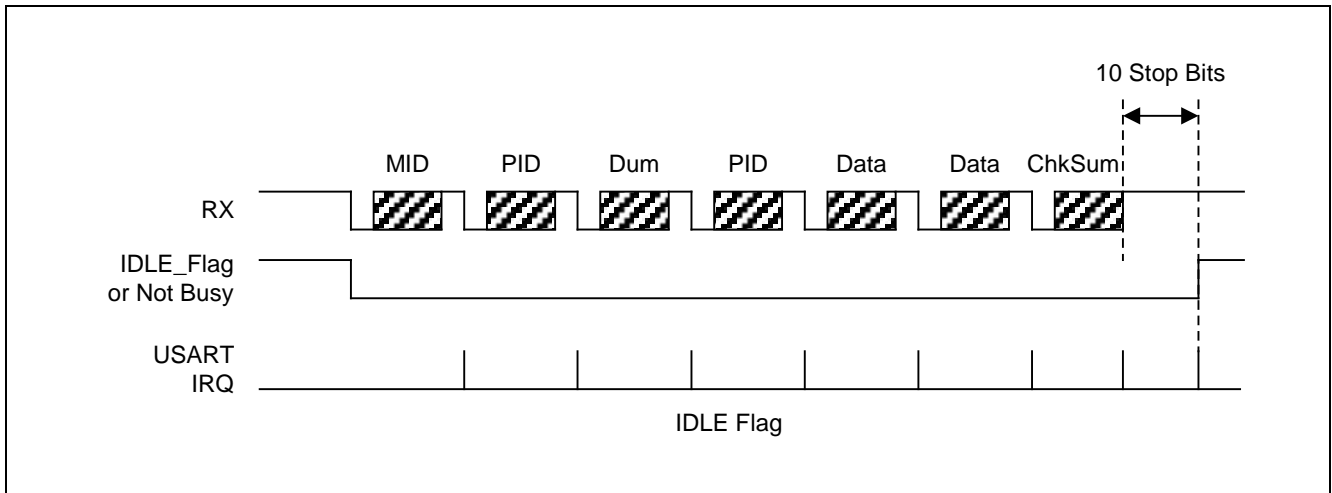 10 Stop Bits
MID PID Dum PID Data Data ChkSum
RX
IDLE_Flag
or Not Busy
USART
IRQ
IDLE Flag